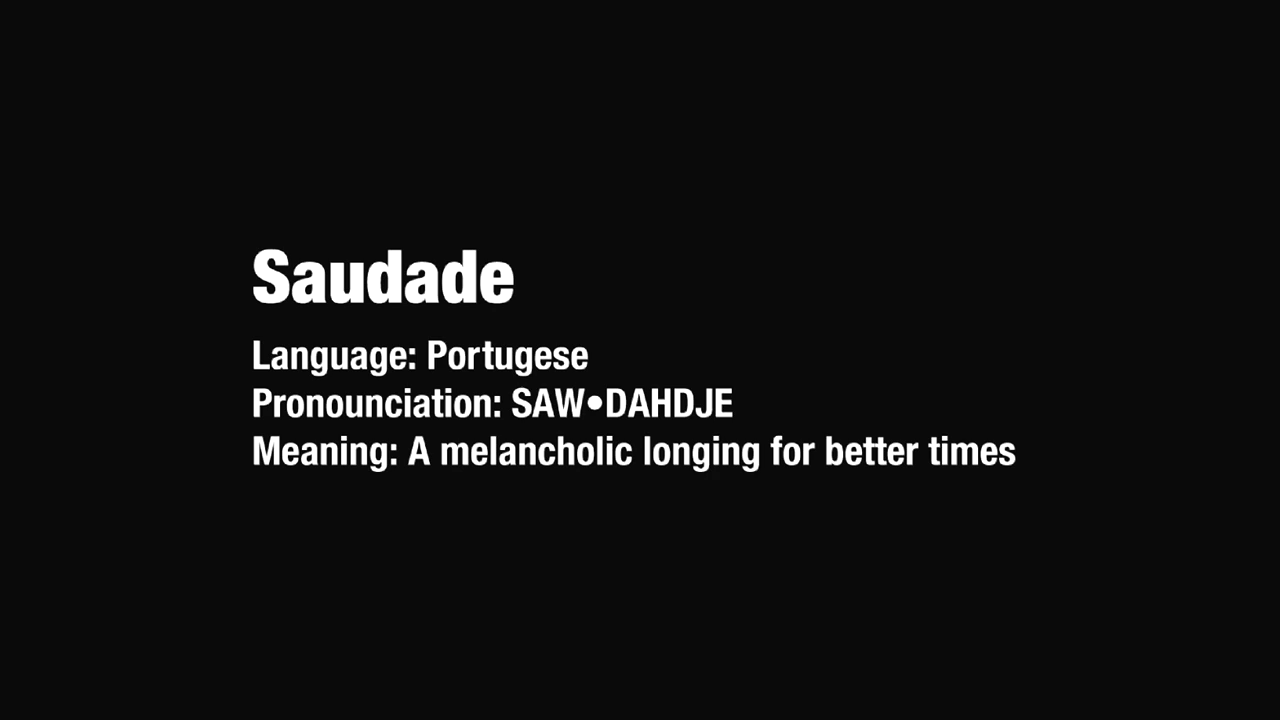 Saudade
Language: Portugese
Pronounciation: SAW•DAHDJE
Meaning: A melancholic longing for better times